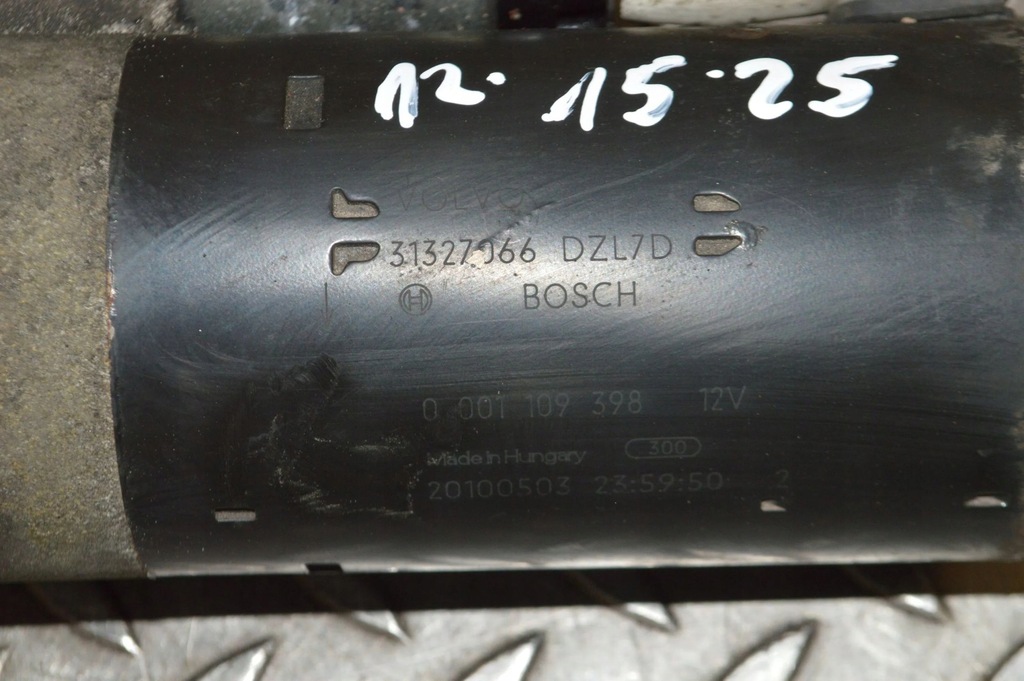 12. 15.25
VOLVO
31327066 DZL7D
H BOSCH
0 001 109 398 12V
Made in Hungary 300
20100503 23:59:50 2